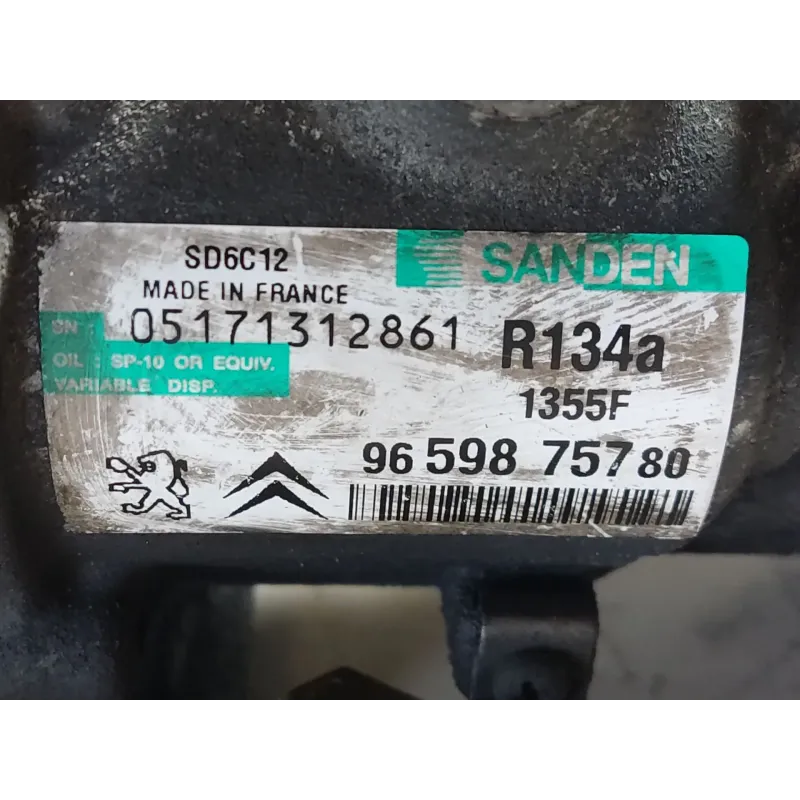 SD6C12
SANDEN
MADE IN FRANCE
SN : 05171312861
R134a
OIL : SP-10 OR EQUIV.
VARIABLE DISP.
1355F
96 598 757 80